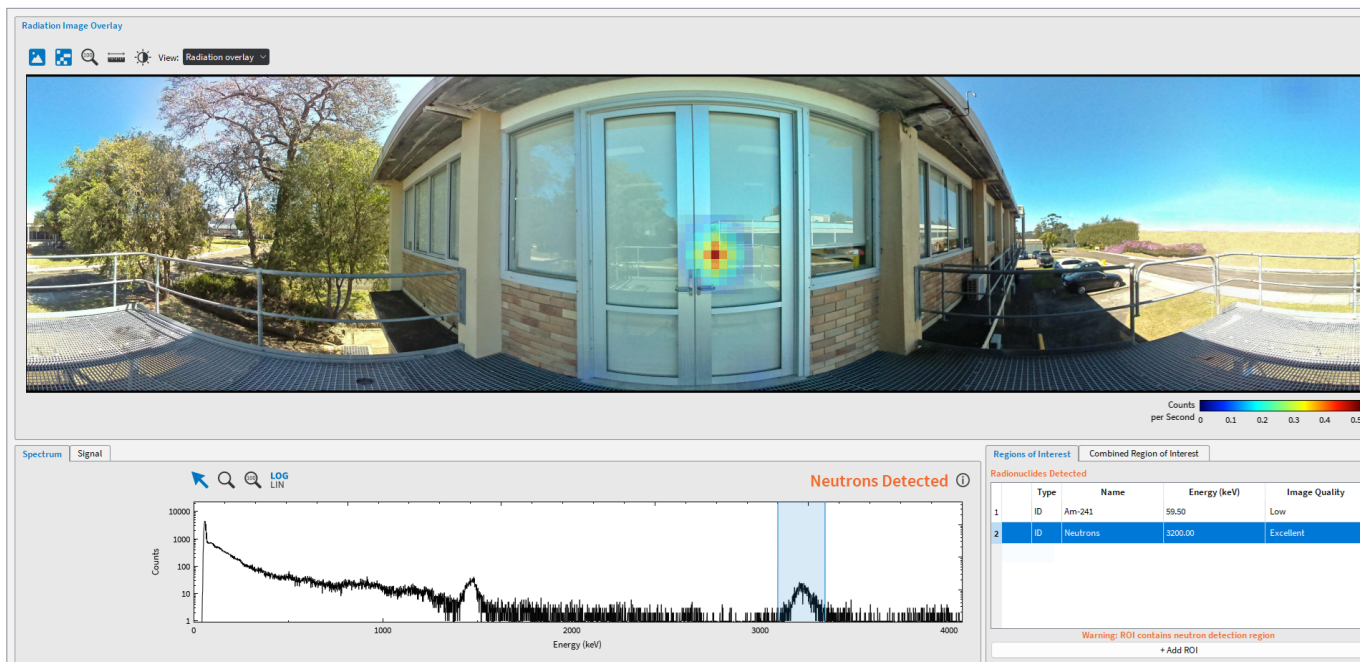 Radiation Image Overlay
100 View: Radiation overlay
Counts
per Second
0 0.1 0.2 0.3 0.4 0.5
Spectrum Signal
100 LOG
LIN
Neutrons Detected
Counts
10000
1000
100
10
1
0 1000 2000 3000 4000
Energy (keV)
Regions of Interest Combined Region of Interest
Radionuclides Detected
Type Name Energy (keV) Image Quality
1 ID Am-241 59.50 Low
2 ID Neutrons 3200.00 Excellent
Warning: ROI contains neutron detection region
+ Add ROI